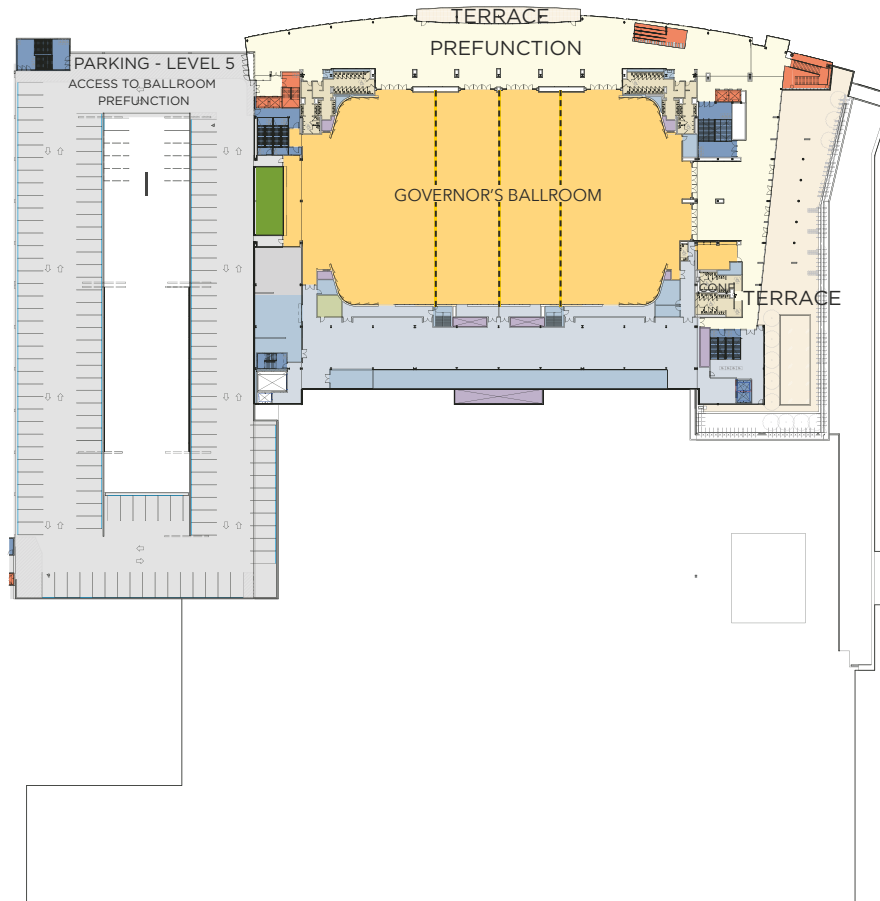 TERRACE
PREFUNCTION
PARKING - LEVEL 5
ACCESS TO BALLROOM
PREFUNCTION
GOVERNOR'S BALLROOM
CONF
TERRACE